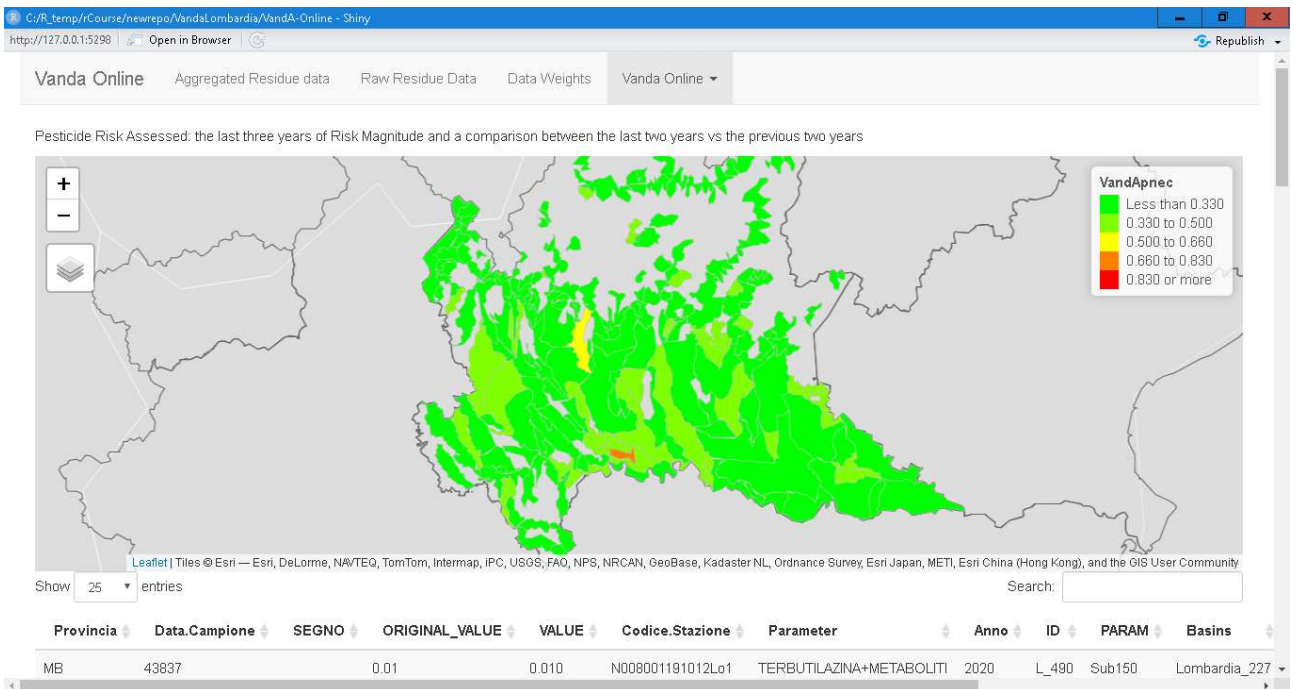 C:/R_temp/rCourse/newrepo/VandaLombardia/VandA-Online - Shiny
http://127.0.0.1:5298 Open in Browser Republish
Vanda Online Aggregated Residue data Raw Residue Data Data Weights Vanda Online
Pesticide Risk Assessed: the last three years of Risk Magnitude and a comparison between the last two years vs the previous two years
+
−
VandApnec
Less than 0.330
0.330 to 0.500
0.500 to 0.660
0.660 to 0.830
0.830 or more
Leaflet | Tiles © Esri — Esri, DeLorme, NAVTEQ, TomTom, Intermap, iPC, USGS, FAO, NPS, NRCAN, GeoBase, Kadaster NL, Ordnance Survey, Esri Japan, METI, Esri China (Hong Kong), and the GIS User Community
Show 25 entries Search:
Provincia Data.Campione SEGNO ORIGINAL_VALUE VALUE Codice.Stazione Parameter Anno ID PARAM Basins
MB 43837 0.01 0.010 N008001191012Lo1 TERBUTILAZINA+METABOLITI 2020 L_490 Sub150 Lombardia_227